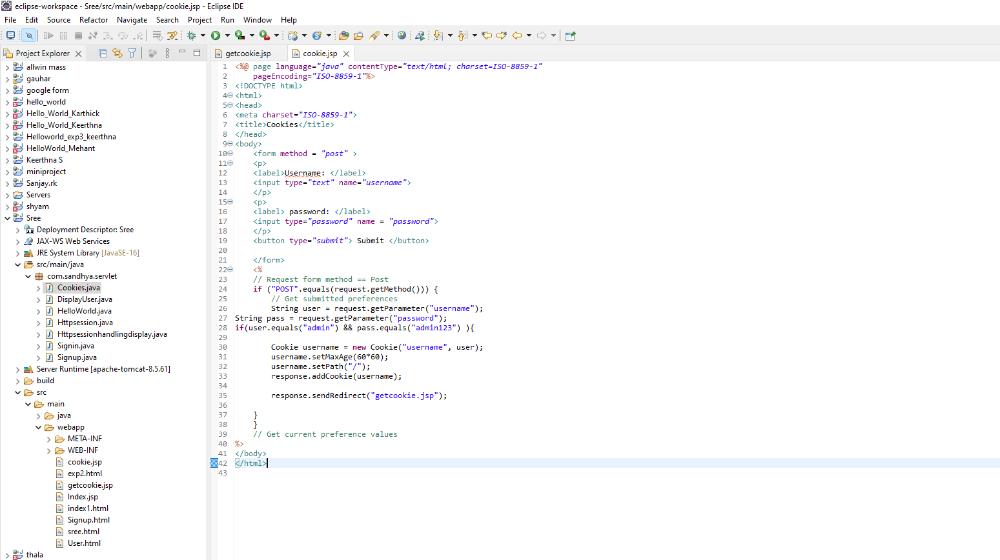 eclipse-workspace - Sree/src/main/webapp/cookie.jsp - Eclipse IDE
File Edit Source Refactor Navigate Search Project Run Window Help
Project Explorer
allwin mass
gauhar
google form
hello_world
Hello_World_Karthick
Hello_World_Keerthna
Helloworld_exp3_keerthna
HelloWorld_Mehant
Keerthna S
miniproject
Sanjay.rk
Servers
shyam
Sree
Deployment Descriptor: Sree
JAX-WS Web Services
JRE System Library [JavaSE-16]
src/main/java
com.sandhya.servlet
Cookies.java
DisplayUser.java
HelloWorld.java
Httpsession.java
Httpsessionhandlingdisplay.java
Signin.java
Signup.java
Server Runtime [apache-tomcat-8.5.61]
build
src
main
java
webapp
META-INF
WEB-INF
cookie.jsp
exp2.html
getcookie.jsp
Index.jsp
index1.html
Signup.html
sree.html
User.html
thala
getcookie.jsp cookie.jsp
1 <%@ page language="java" contentType="text/html; charset=ISO-8859-1"
2 pageEncoding="ISO-8859-1"%>
3 <!DOCTYPE html>
4 <html>
5 <head>
6 <meta charset="ISO-8859-1">
7 <title>Cookies</title>
8 </head>
9 <body>
10 <form method = "post" >
11 <p>
12 <label>Username: </label>
13 <input type="text" name="username">
14 </p>
15 <p>
16 <label> password: </label>
17 <input type="password" name = "password">
18 </p>
19 <button type="submit"> Submit </button>
20
21 </form>
22 <%
23 // Request form method == Post
24 if ("POST".equals(request.getMethod())) {
25 // Get submitted preferences
26 String user = request.getParameter("username");
27 String pass = request.getParameter("password");
28 if(user.equals("admin") && pass.equals("admin123") ){
29
30 Cookie username = new Cookie("username", user);
31 username.setMaxAge(60*60);
32 username.setPath("/");
33 response.addCookie(username);
34
35 response.sendRedirect("getcookie.jsp");
36
37 }
38 }
39 // Get current preference values
40 %>
41 </body>
42 </html>
43